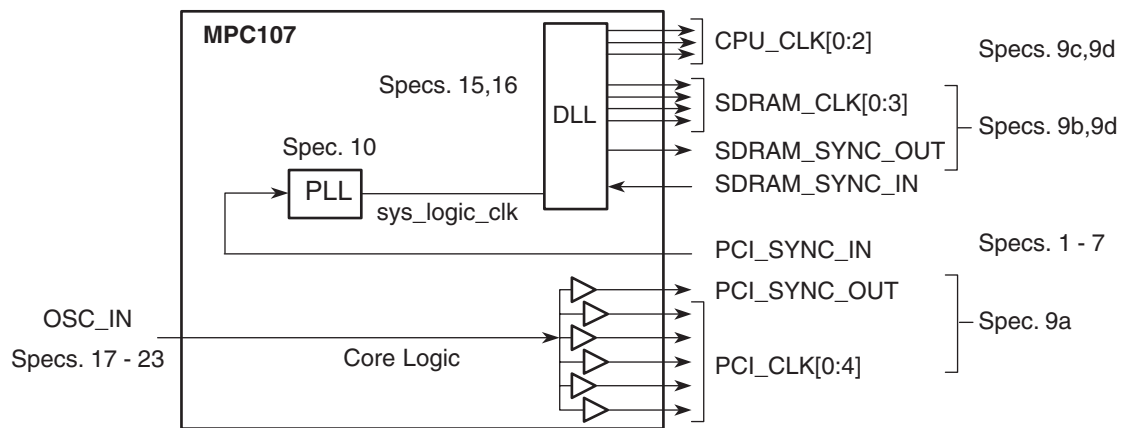 MPC107
CPU_CLK[0:2]
Specs. 9c,9d
Specs. 15,16
DLL
SDRAM_CLK[0:3]
Specs. 9b,9d
Spec. 10
SDRAM_SYNC_OUT
PLL
SDRAM_SYNC_IN
sys_logic_clk
PCI_SYNC_IN
Specs. 1 - 7
PCI_SYNC_OUT
OSC_IN
Spec. 9a
Specs. 17 - 23
Core Logic
PCI_CLK[0:4]